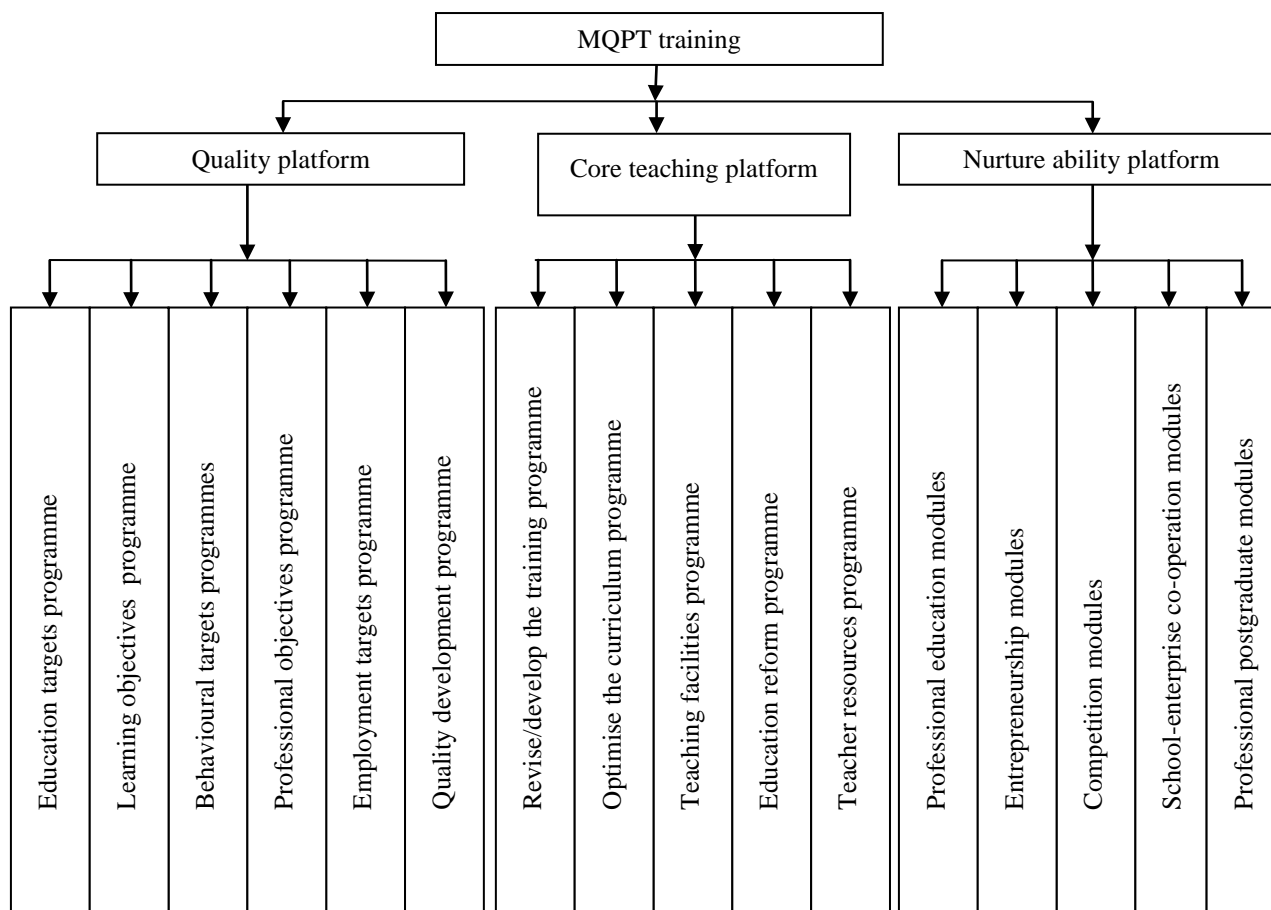 MQPT training
Quality platform
Core teaching platform
Nurture ability platform
Education targets programme
Learning objectives programme
Behavioural targets programmes
Professional objectives programme
Employment targets programme
Quality development programme
Revise/develop the training programme
Optimise the curriculum programme
Teaching facilities programme
Education reform programme
Teacher resources programme
Professional education modules
Entrepreneurship modules
Competition modules
School-enterprise co-operation modules
Professional postgraduate modules